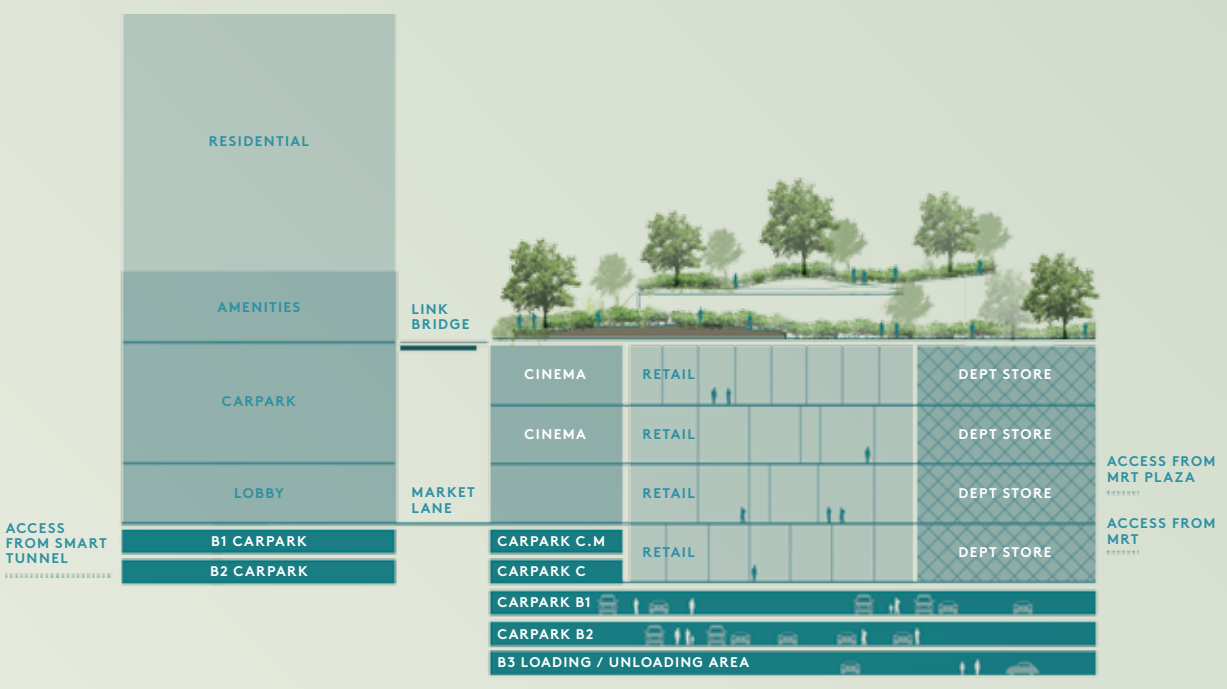 RESIDENTIAL
AMENITIES
LINK
BRIDGE
CINEMA
RETAIL
DEPT STORE
CARPARK
CINEMA
RETAIL
DEPT STORE
ACCESS FROM
MRT PLAZA
LOBBY
MARKET
LANE
RETAIL
DEPT STORE
ACCESS
FROM SMART
TUNNEL
B1 CARPARK
CARPARK C.M
RETAIL
DEPT STORE
ACCESS FROM
MRT
B2 CARPARK
CARPARK C
CARPARK B1
CARPARK B2
B3 LOADING / UNLOADING AREA